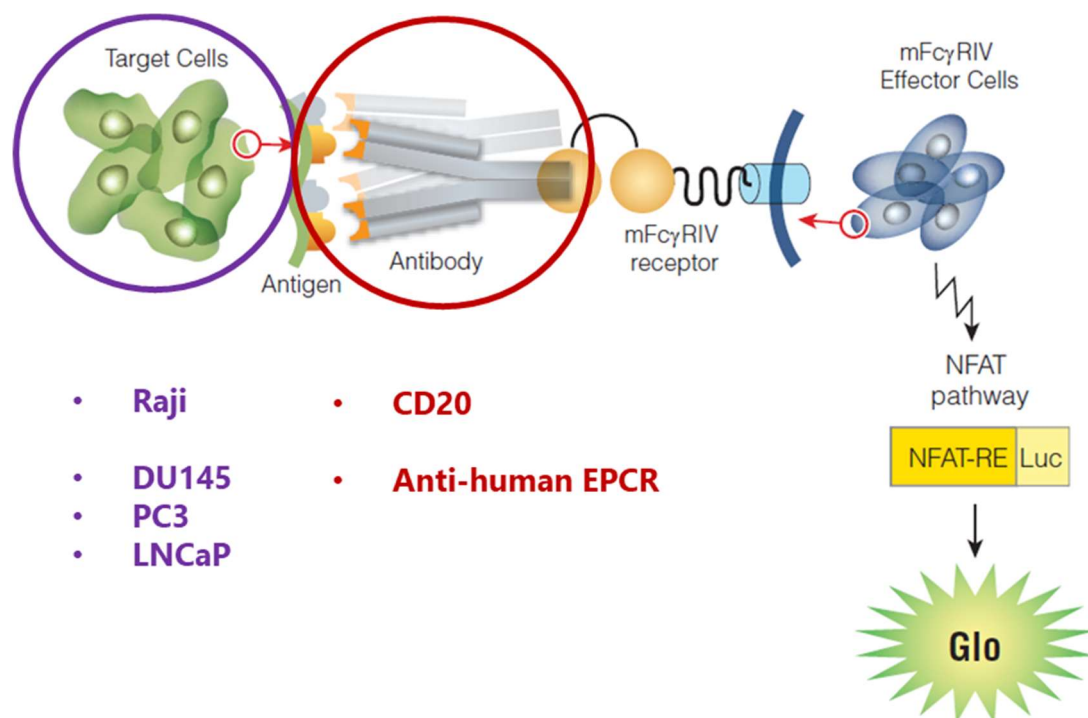 Target Cells
Antigen
Antibody
mFcγRIV
receptor
mFcγRIV
Effector Cells
NFAT
pathway
NFAT-RE Luc
Glo
• Raji
• DU145
• PC3
• LNCaP
• CD20
• Anti-human EPCR